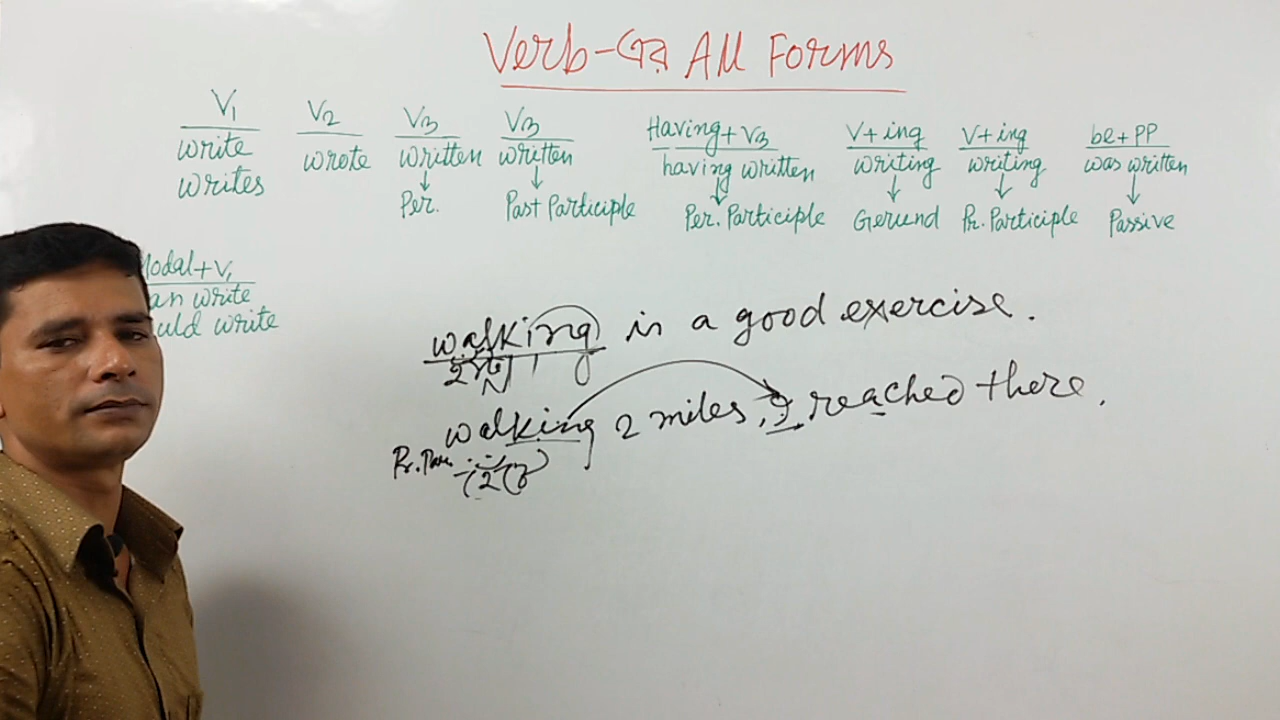 Verb-এর All Forms
V1 V2 V3 V3 Having+V3 V+ing V+ing be+PP
write wrote written written having written writing writing was written
writes
Per. Past Participle Per. Participle Gerund Pr. Participle Passive
Modal+V1
an write
uld write
walking is a good exercise.
walking 2 miles, I reached there.
Pr. Par.